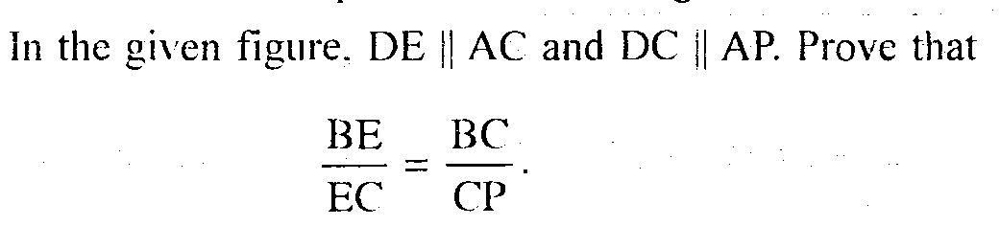 In the given figure, DE || AC and DC || AP. Prove that
BE/EC = BC/CP.